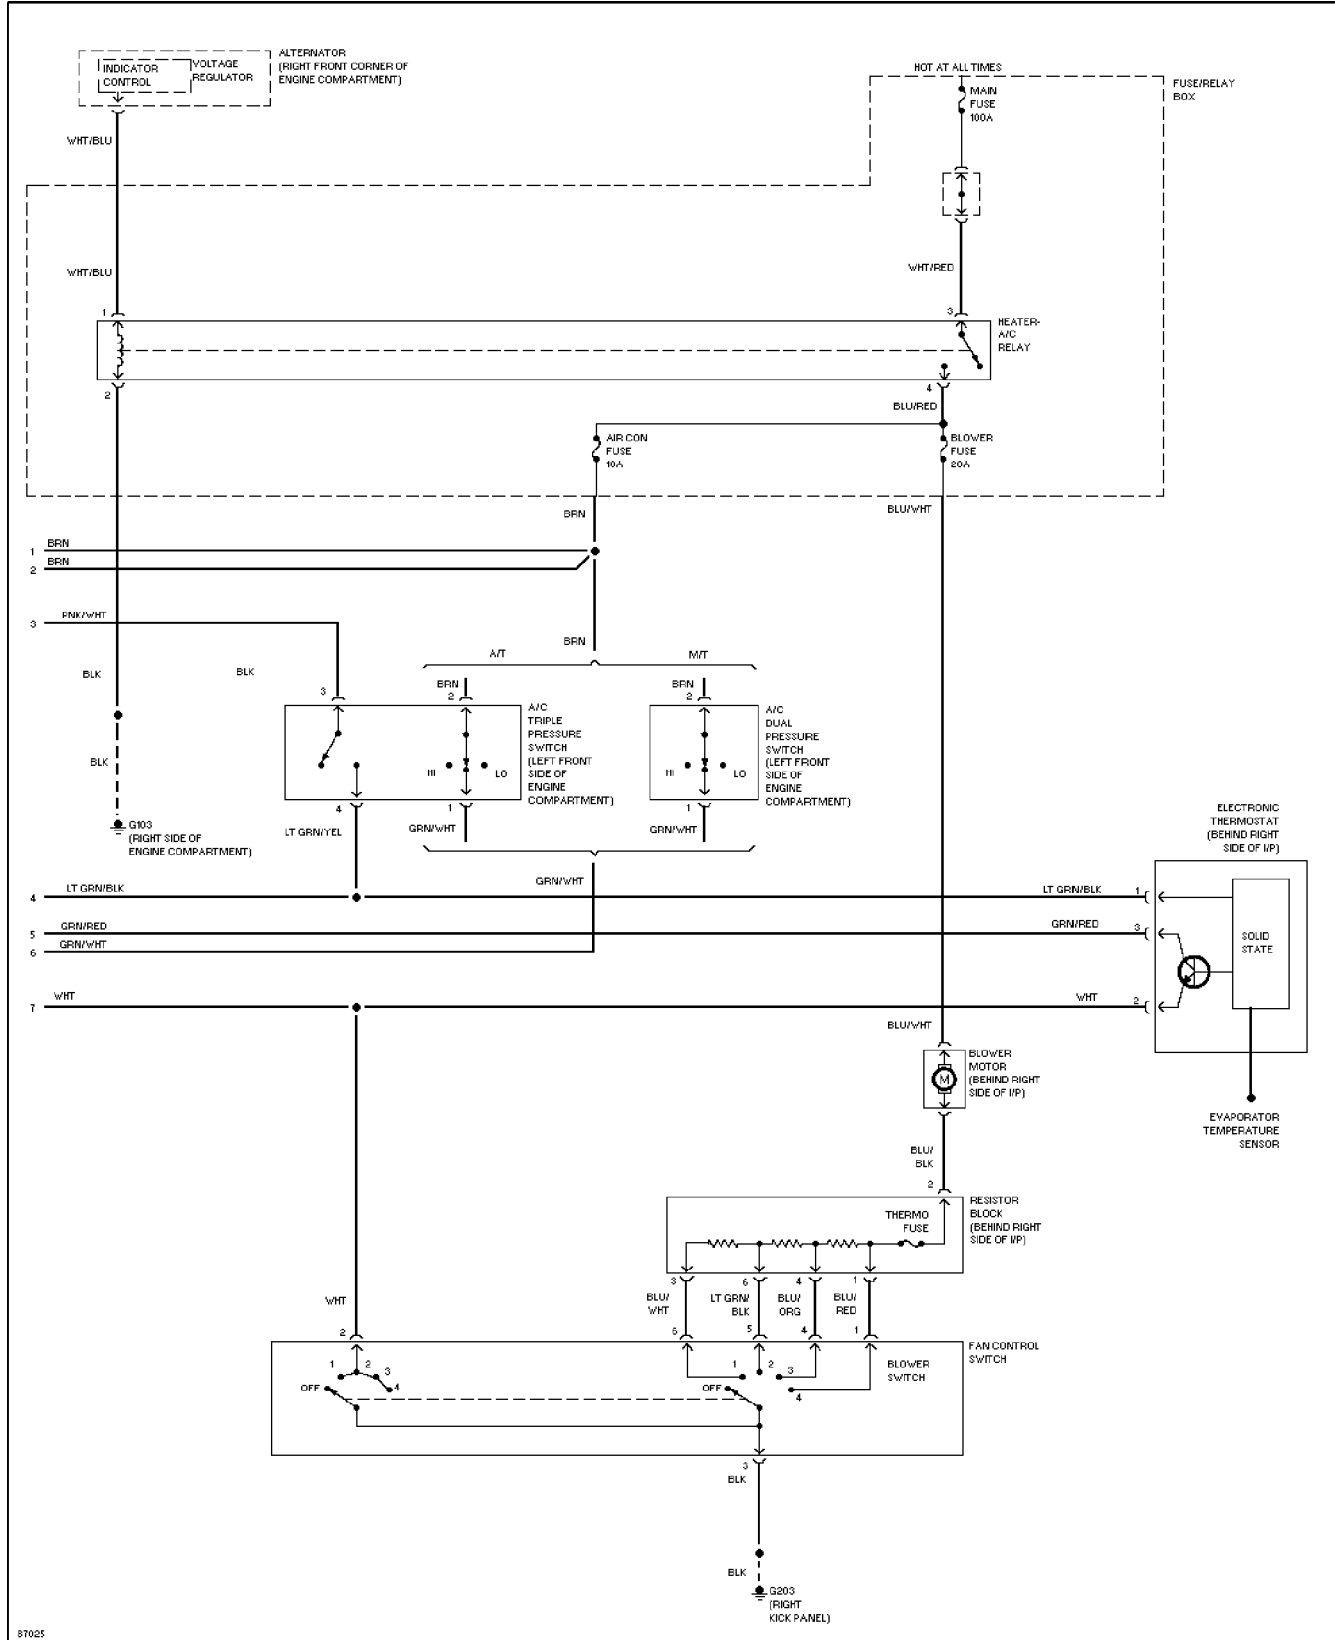 ALTERNATOR
(RIGHT FRONT CORNER OF
ENGINE COMPARTMENT)
VOLTAGE
REGULATOR
INDICATOR
CONTROL
HOT AT ALL TIMES
FUSE/RELAY
BOX
MAIN
FUSE
100A
WHT/BLU
WHT/BLU
WHT/RED
1
3
HEATER-
A/C
RELAY
2
4
BLU/RED
AIR CON
FUSE
10A
BLOWER
FUSE
20A
BRN
BLU/WHT
1 BRN
2 BRN
3 PNK/WHT
BRN
A/T
M/T
BLK
BLK
3
BRN
2
BRN
2
A/C
TRIPLE
PRESSURE
SWITCH
(LEFT FRONT
SIDE OF
ENGINE
COMPARTMENT)
A/C
DUAL
PRESSURE
SWITCH
(LEFT FRONT
SIDE OF
ENGINE
COMPARTMENT)
HI
LO
HI
LO
BLK
G103
(RIGHT SIDE OF
ENGINE COMPARTMENT)
4
1
1
LT GRN/YEL
GRN/WHT
GRN/WHT
ELECTRONIC
THERMOSTAT
(BEHIND RIGHT
SIDE OF I/P)
GRN/WHT
4 LT GRN/BLK
LT GRN/BLK 1
5 GRN/RED
GRN/RED 3
6 GRN/WHT
SOLID
STATE
7 WHT
WHT 2
BLU/WHT
BLOWER
MOTOR
(BEHIND RIGHT
SIDE OF I/P)
M
EVAPORATOR
TEMPERATURE
SENSOR
BLU/
BLK
2
RESISTOR
BLOCK
(BEHIND RIGHT
SIDE OF I/P)
THERMO
FUSE
3 6 4 1
BLU/
WHT
LT GRN/
BLK
BLU/
ORG
BLU/
RED
WHT
2 6 5 4 1
FAN CONTROL
SWITCH
BLOWER
SWITCH
OFF 1 2 3 4
OFF 1 2 3 4
3
BLK
BLK
G203
(RIGHT
KICK PANEL)
87025